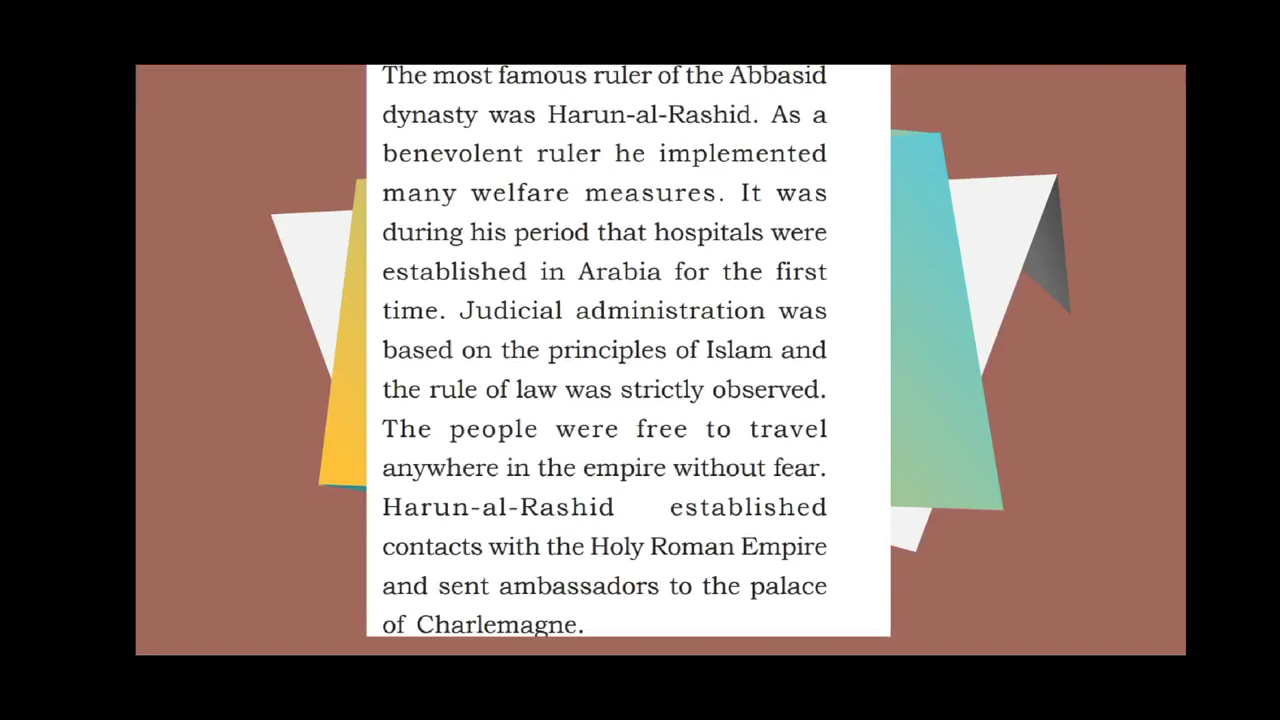 The most famous ruler of the Abbasid
dynasty was Harun-al-Rashid. As a
benevolent ruler he implemented
many welfare measures. It was
during his period that hospitals were
established in Arabia for the first
time. Judicial administration was
based on the principles of Islam and
the rule of law was strictly observed.
The people were free to travel
anywhere in the empire without fear.
Harun-al-Rashid established
contacts with the Holy Roman Empire
and sent ambassadors to the palace
of Charlemagne.